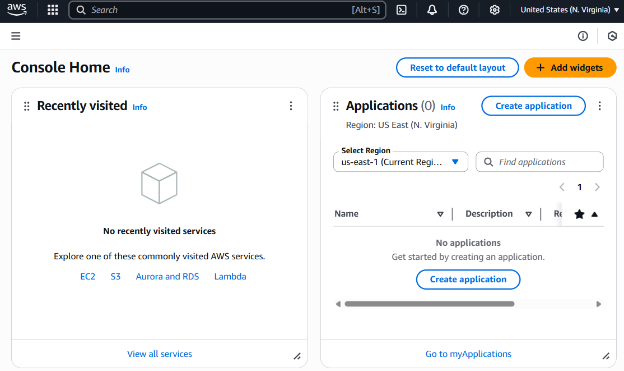 aws
Search [Alt+S]
United States (N. Virginia)
Console Home Info
Reset to default layout
Add widgets
Recently visited Info
No recently visited services
Explore one of these commonly visited AWS services.
EC2 S3 Aurora and RDS Lambda
View all services
Applications (0) Info
Create application
Region: US East (N. Virginia)
Select Region
us-east-1 (Current Regi...
Find applications
1
Name Description
No applications
Get started by creating an application.
Create application
Go to myApplications